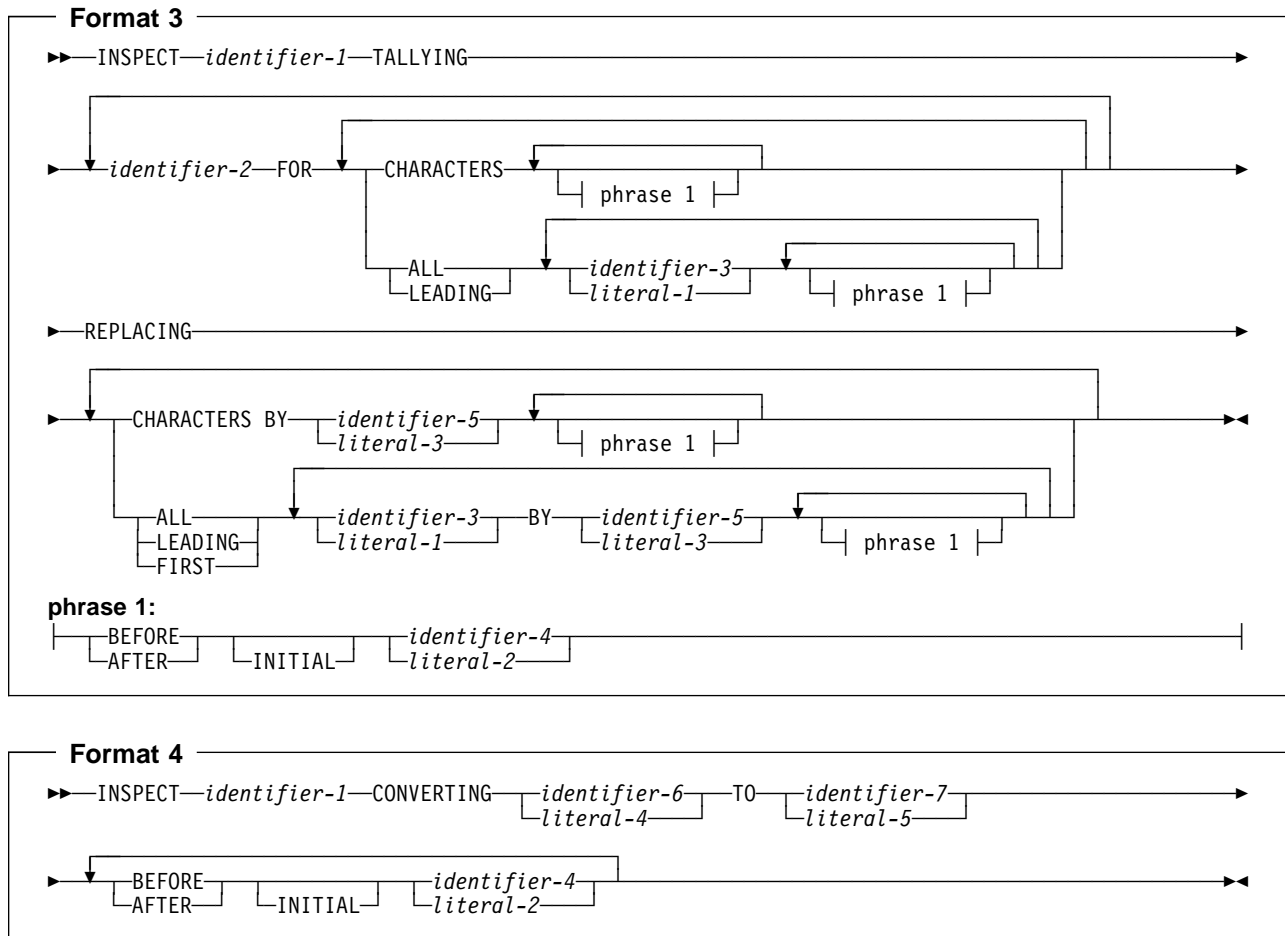 Format 3
INSPECT identifier-1 TALLYING
identifier-2 FOR CHARACTERS
phrase 1
ALL identifier-3
LEADING literal-1 phrase 1
REPLACING
CHARACTERS BY identifier-5
literal-3 phrase 1
ALL identifier-3 BY identifier-5
LEADING literal-1 literal-3 phrase 1
FIRST
phrase 1:
BEFORE identifier-4
AFTER INITIAL literal-2
Format 4
INSPECT identifier-1 CONVERTING identifier-6 TO identifier-7
literal-4 literal-5
BEFORE identifier-4
AFTER INITIAL literal-2